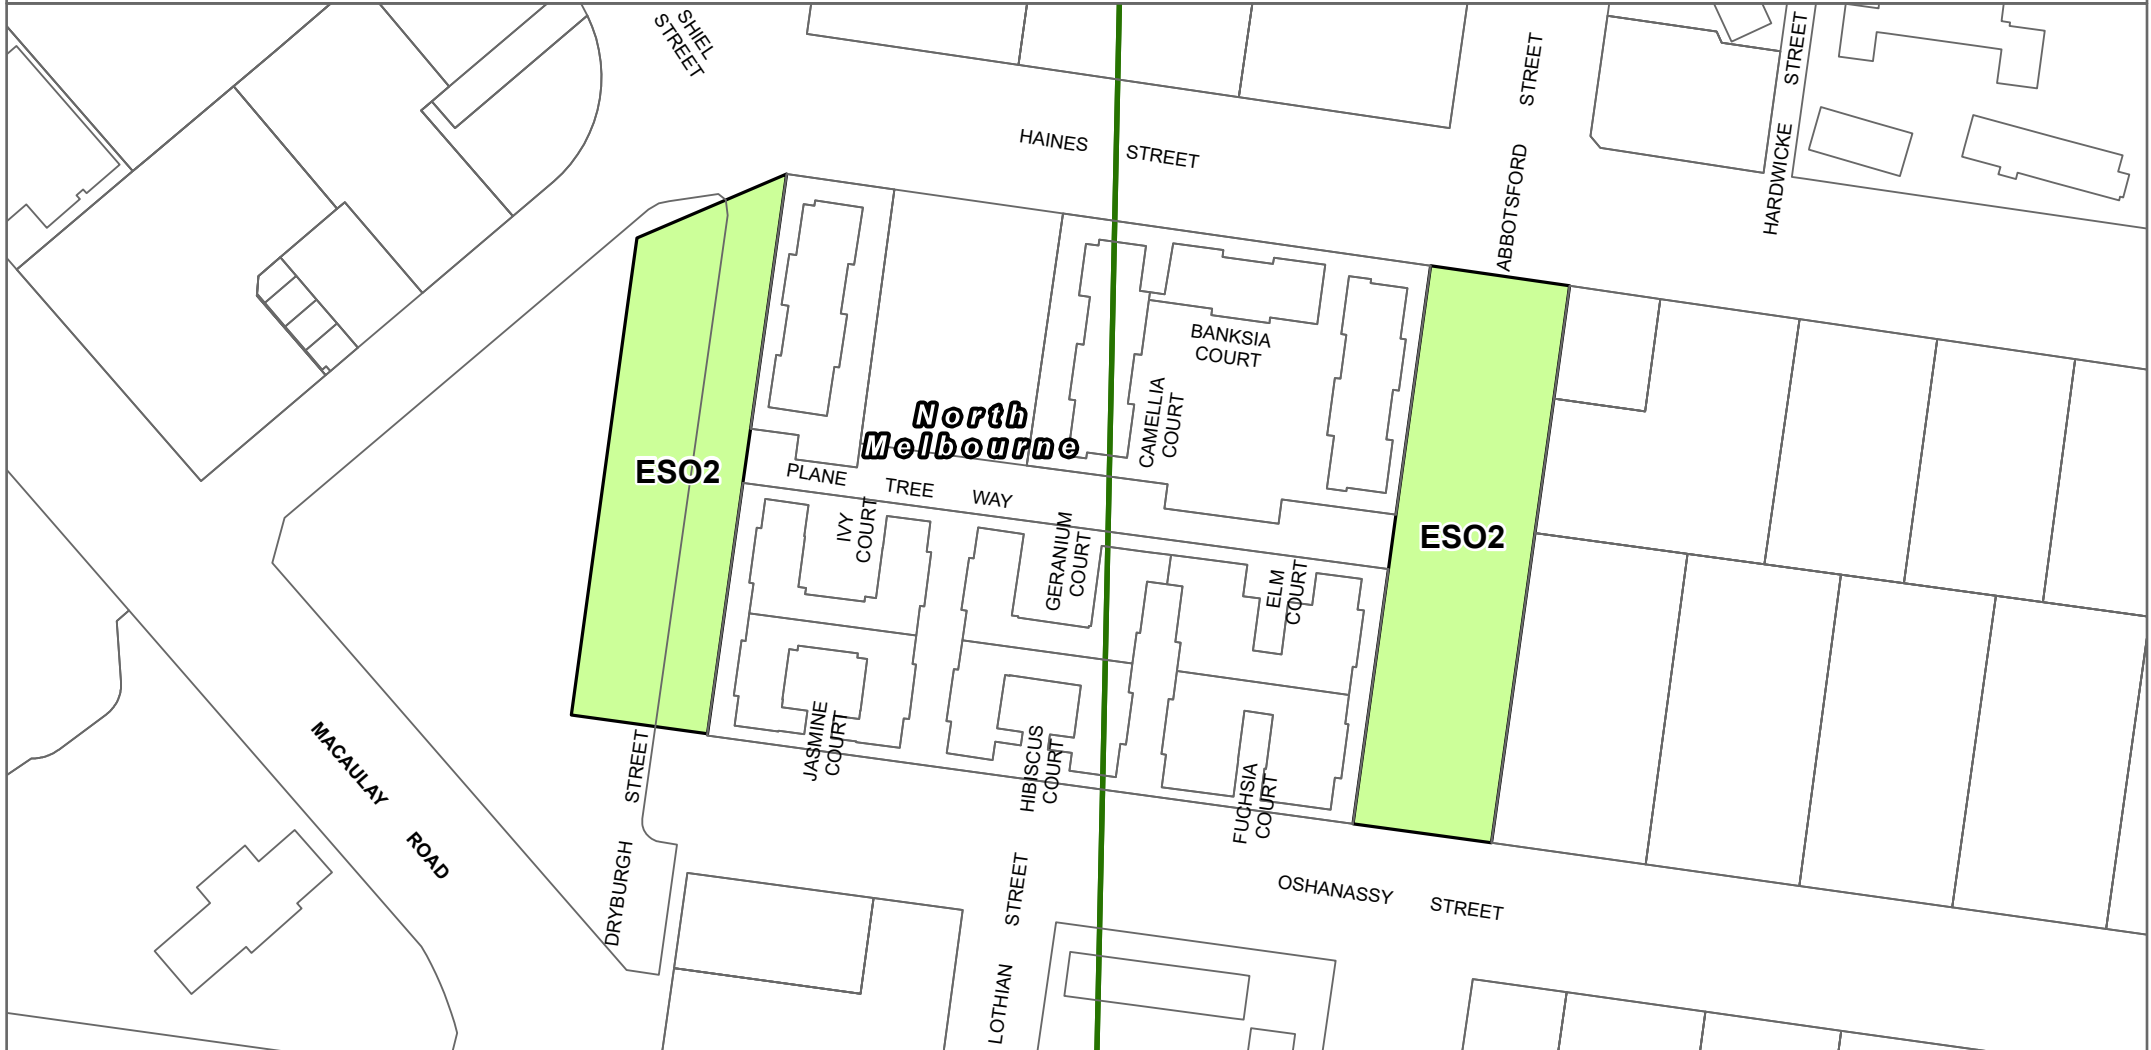 SHIEL
STREET
HAINES STREET
ABBOTSFORD STREET
HARDWICKE STREET
BANKSIA
COURT
CAMELLIA
COURT
North
Melbourne
ESO2
ESO2
PLANE TREE WAY
IVY
COURT
GERANIUM
COURT
ELM
COURT
JASMINE
COURT
HIBISCUS
COURT
FUCHSIA
COURT
MACAULAY ROAD
DRYBURGH STREET
LOTHIAN STREET
OSHANASSY STREET